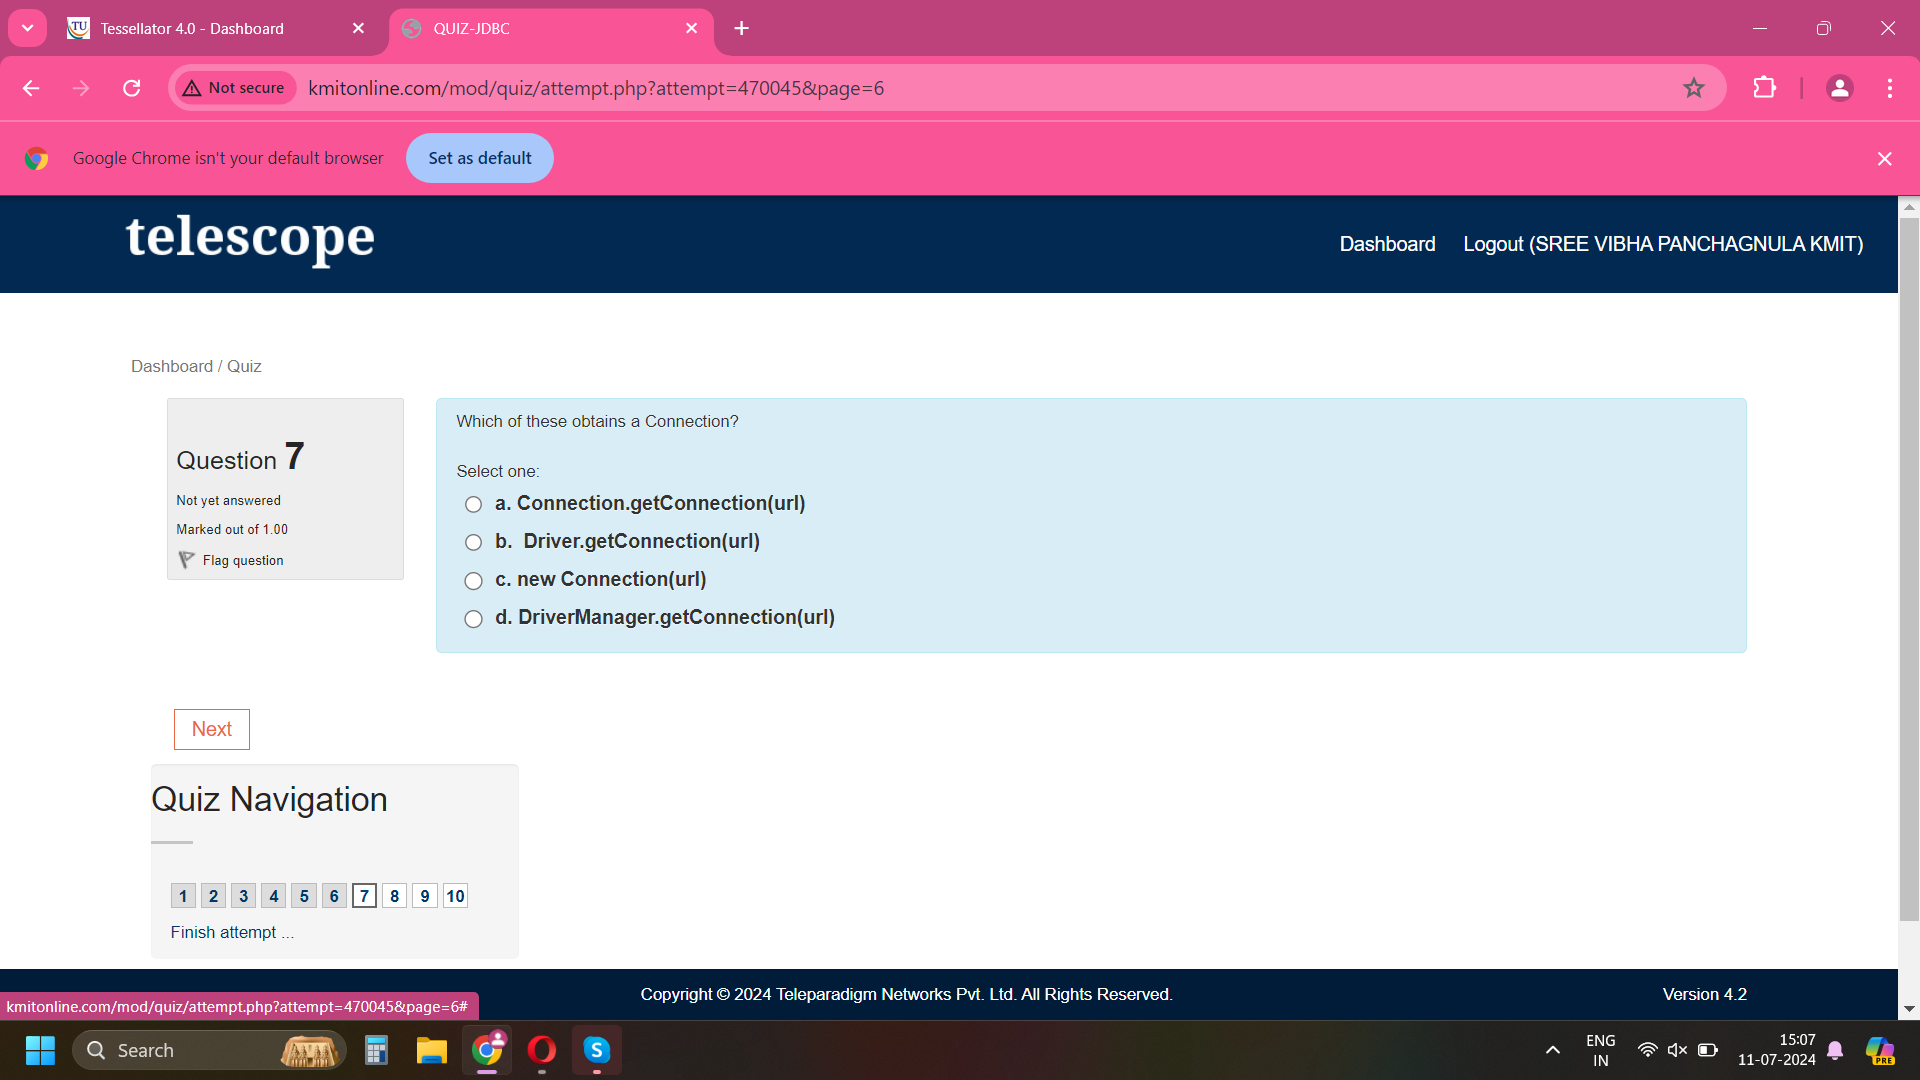 Tessellator 4.0 - Dashboard
QUIZ-JDBC
Not secure
kmitonline.com/mod/quiz/attempt.php?attempt=470045&page=6
Google Chrome isn't your default browser
Set as default
telescope
Dashboard
Logout (SREE VIBHA PANCHAGNULA KMIT)
Dashboard / Quiz
Question 7
Not yet answered
Marked out of 1.00
Flag question
Which of these obtains a Connection?
Select one:
a. Connection.getConnection(url)
b. Driver.getConnection(url)
c. new Connection(url)
d. DriverManager.getConnection(url)
Next
Quiz Navigation
1 2 3 4 5 6 7 8 9 10
Finish attempt ...
Copyright © 2024 Teleparadigm Networks Pvt. Ltd. All Rights Reserved.
Version 4.2
kmitonline.com/mod/quiz/attempt.php?attempt=470045&page=6#
Search
ENG
IN
15:07
11-07-2024
TU
S
PRE